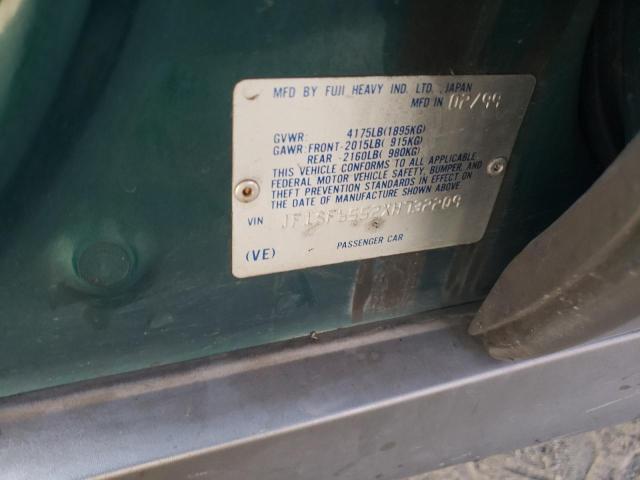 MFD BY FUJI HEAVY IND. LTD. JAPAN
MFD IN 02/99
GVWR: 4175LB(1895KG)
GAWR:FRONT-2015LB( 915KG)
REAR -2160LB( 980KG)
THIS VEHICLE CONFORMS TO ALL APPLICABLE
FEDERAL MOTOR VEHICLE SAFETY, BUMPER, AND
THEFT PREVENTION STANDARDS IN EFFECT ON
THE DATE OF MANUFACTURE SHOWN ABOVE.
VIN JF1SF6552XH732209
(VE) PASSENGER CAR